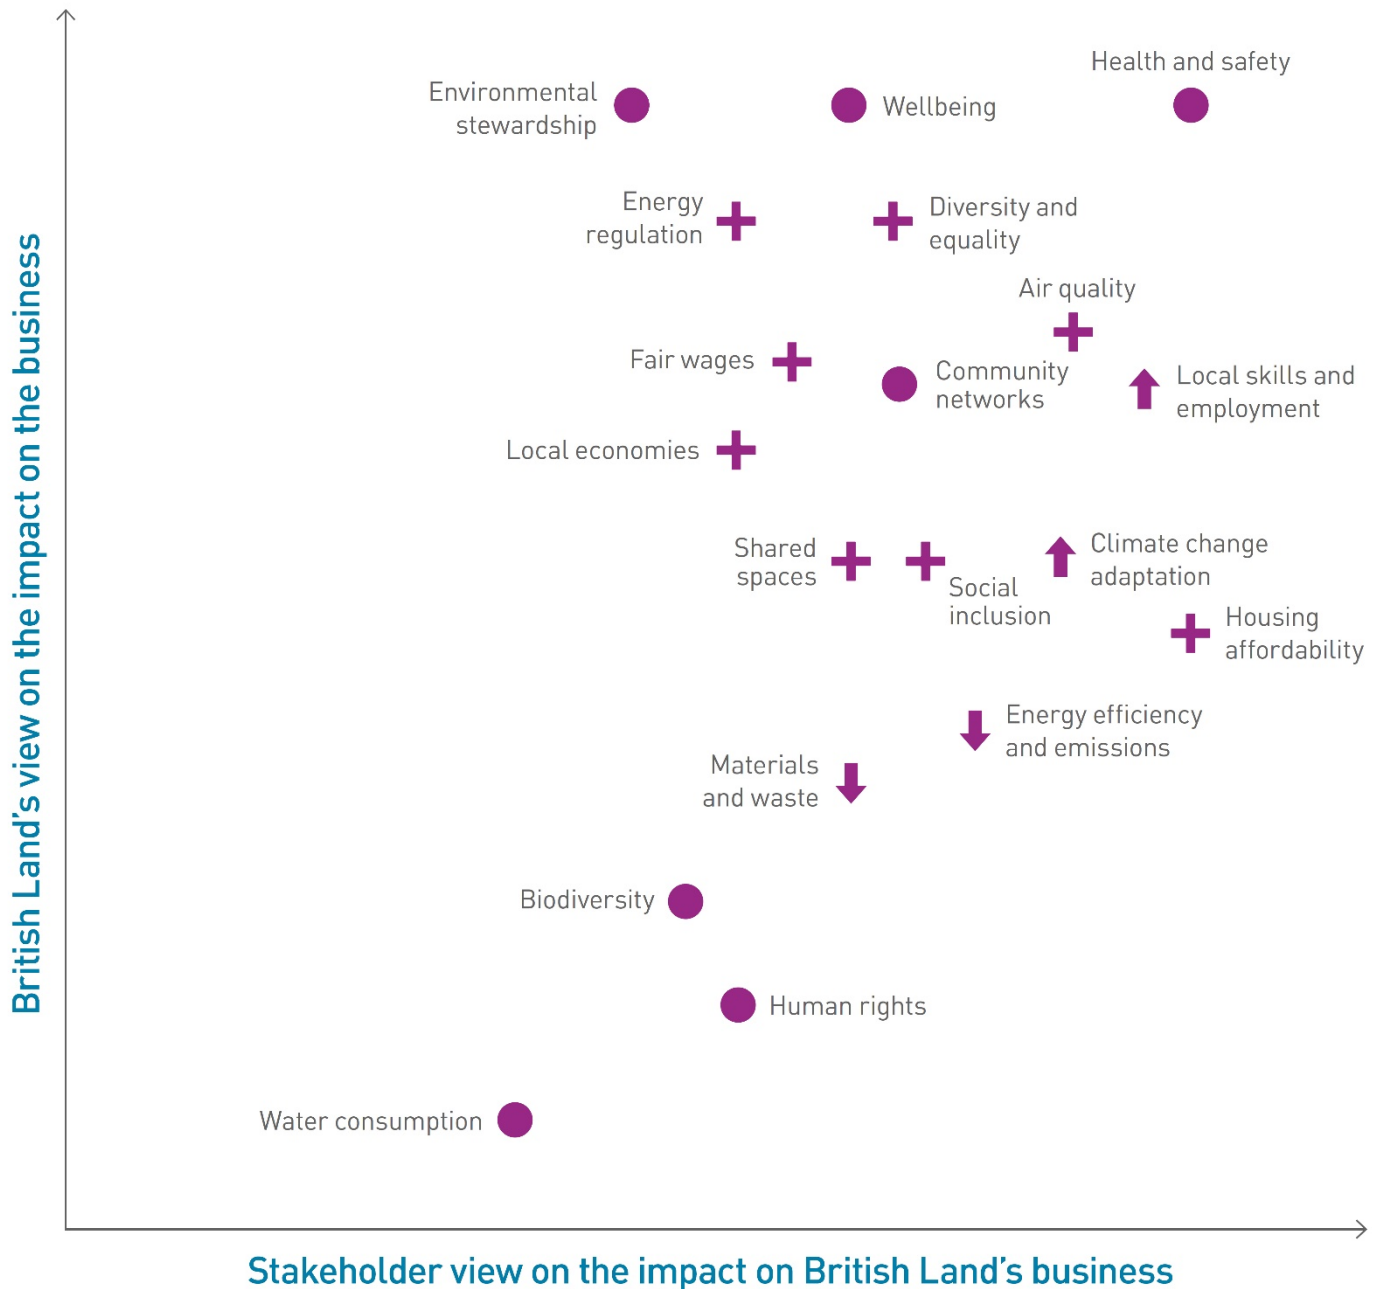 Health and safety
Environmental
stewardship
Wellbeing
Energy
regulation
Diversity and
equality
Air quality
Fair wages
Community
networks
Local skills and
employment
Local economies
Shared
spaces
Social
inclusion
Climate change
adaptation
Housing
affordability
Energy efficiency
and emissions
Materials
and waste
Biodiversity
Human rights
Water consumption
British Land's view on the impact on the business
Stakeholder view on the impact on British Land's business